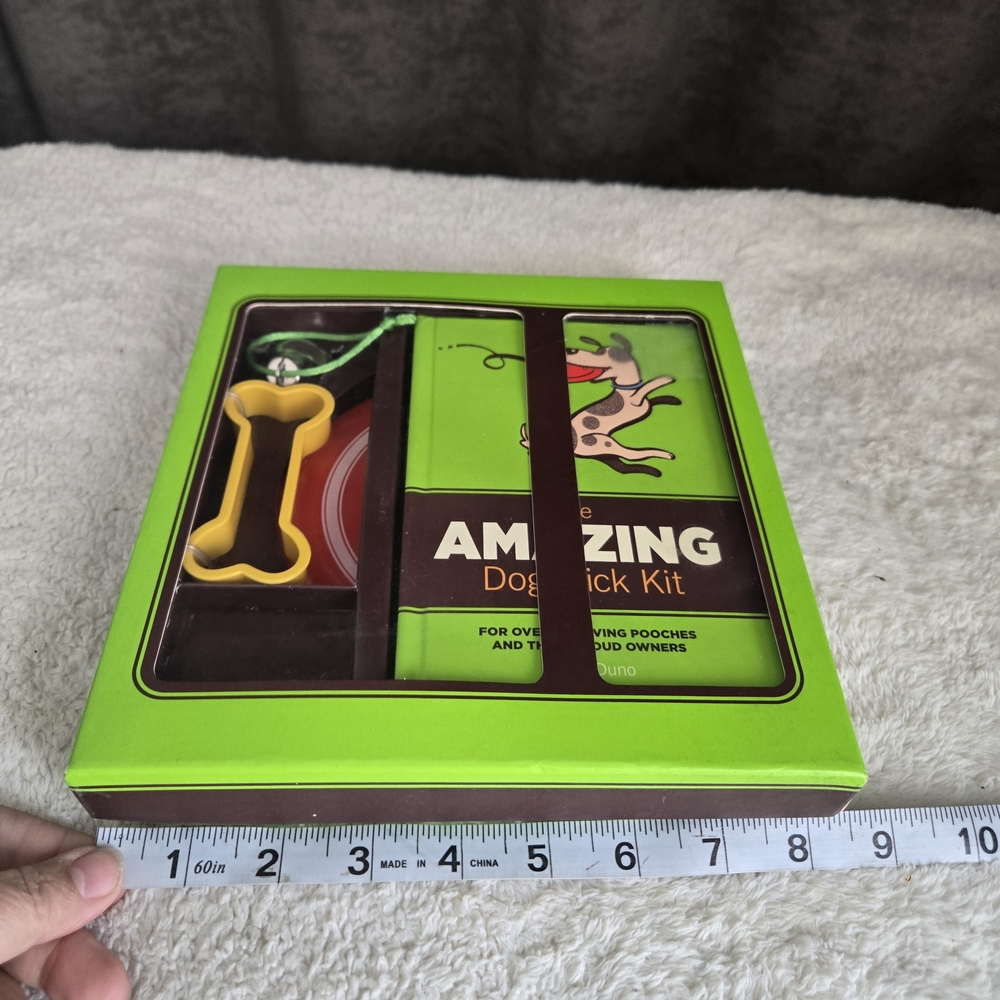 e
AM ZING
Dog ick Kit
FOR OVE VING POOCHES
AND TH OUD OWNERS
Duno
1 60in 2 3 MADE IN 4 CHINA 5 6 7 8 9 10